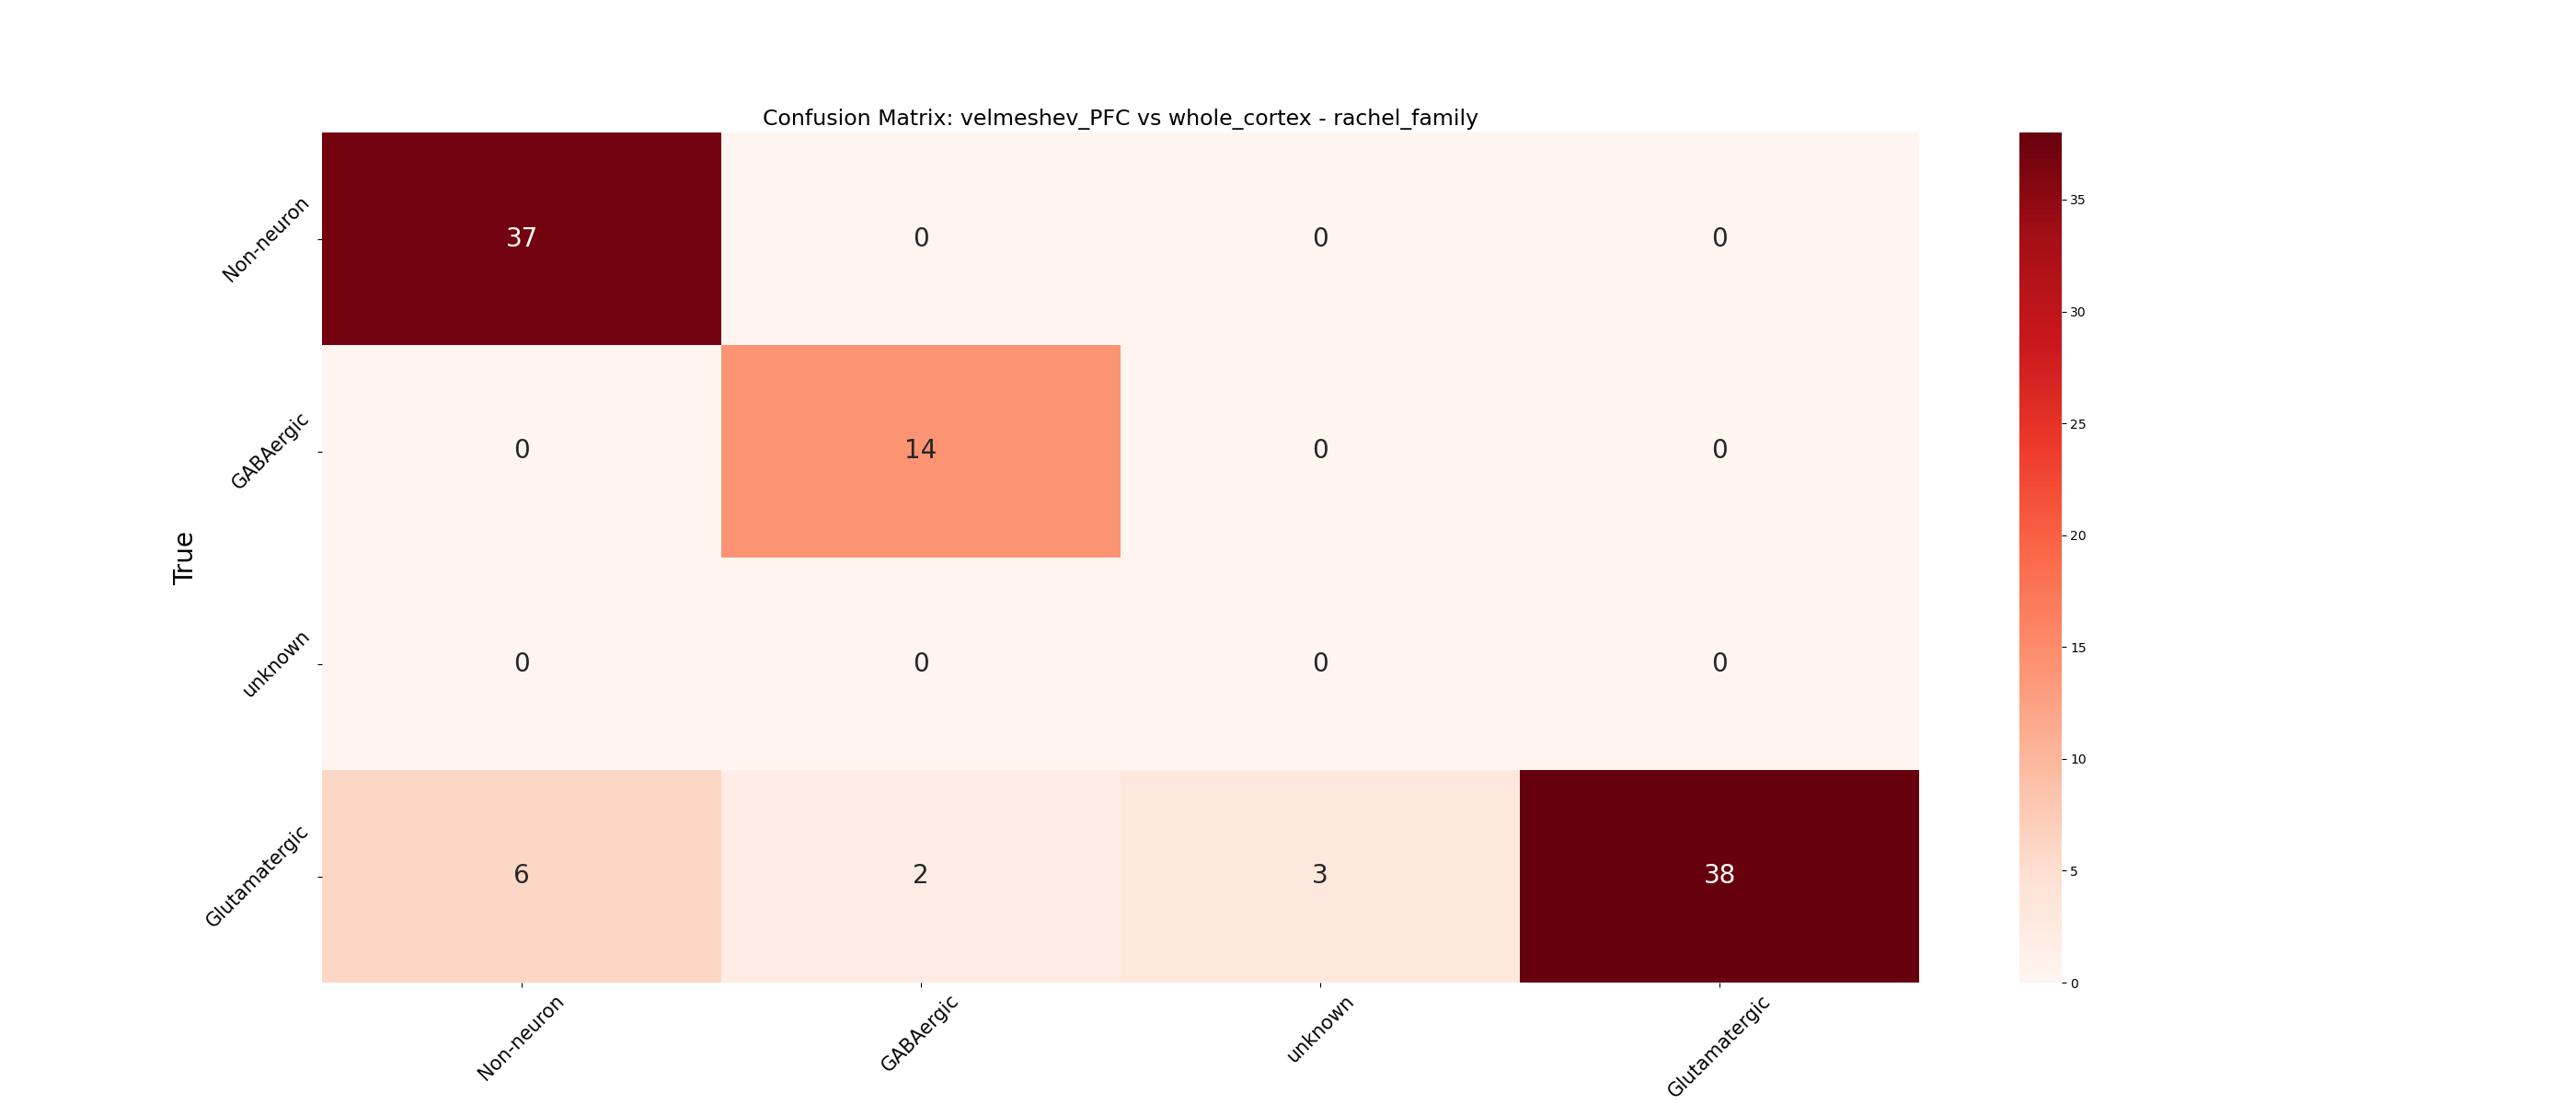 Confusion Matrix: velmeshev_PFC vs whole_cortex - rachel_family
True
Non-neuron 37 0 0 0
GABAergic 0 14 0 0
unknown 0 0 0 0
Glutamatergic 6 2 3 38
Non-neuron GABAergic unknown Glutamatergic
35
30
25
20
15
10
5
0